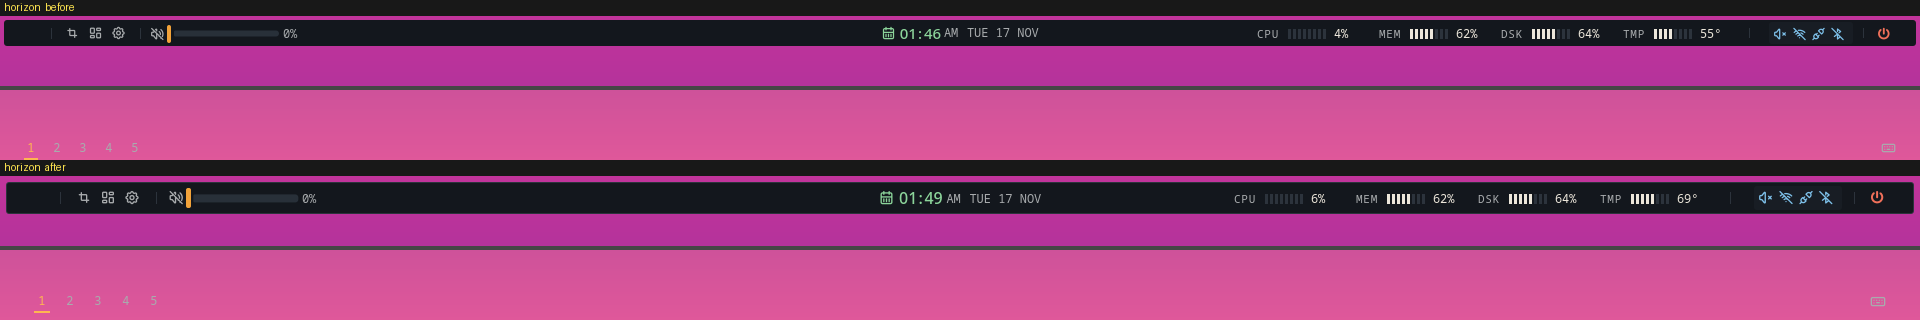 horizon before
0% 01:46 AM TUE 17 NOV CPU 4% MEM 62% DSK 64% TMP 55°
1 2 3 4 5
horizon after
0% 01:49 AM TUE 17 NOV CPU 6% MEM 62% DSK 64% TMP 69°
1 2 3 4 5